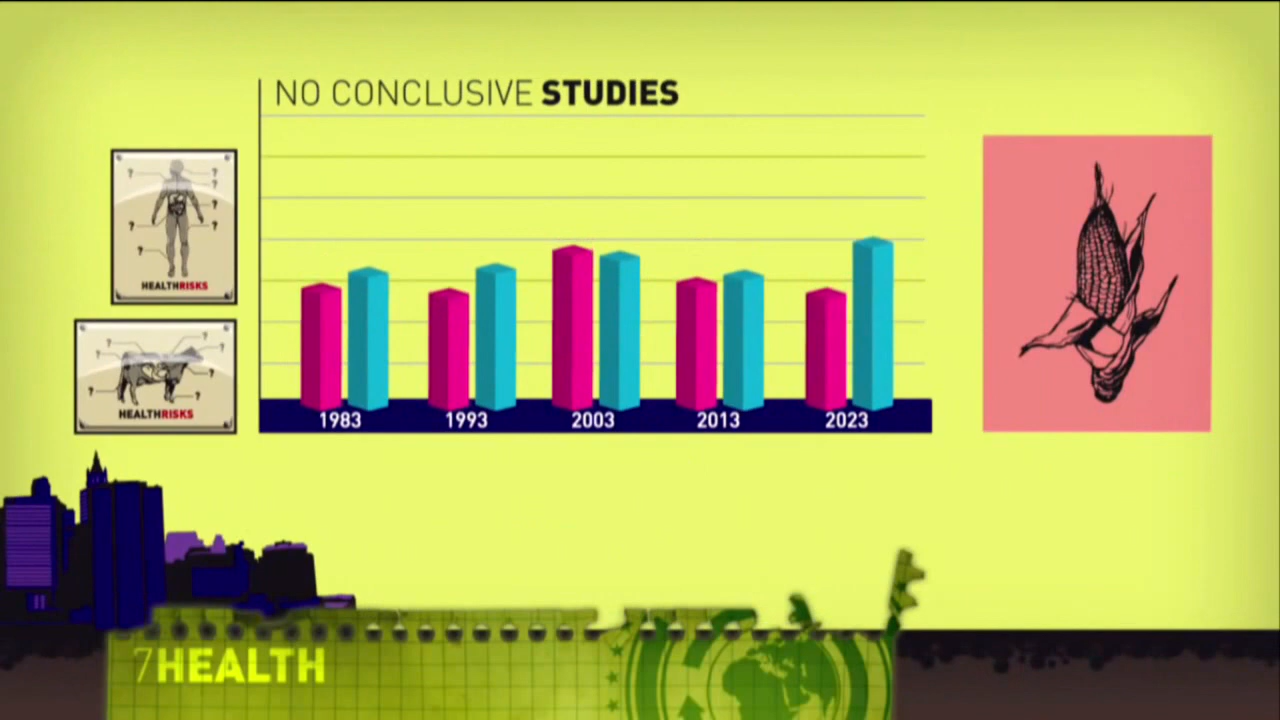 NO CONCLUSIVE STUDIES
? ?
?
?
? ?
?
HEALTHRISKS
?
? ?
? ?
? ?
HEALTHRISKS
1983 1993 2003 2013 2023
7HEALTH